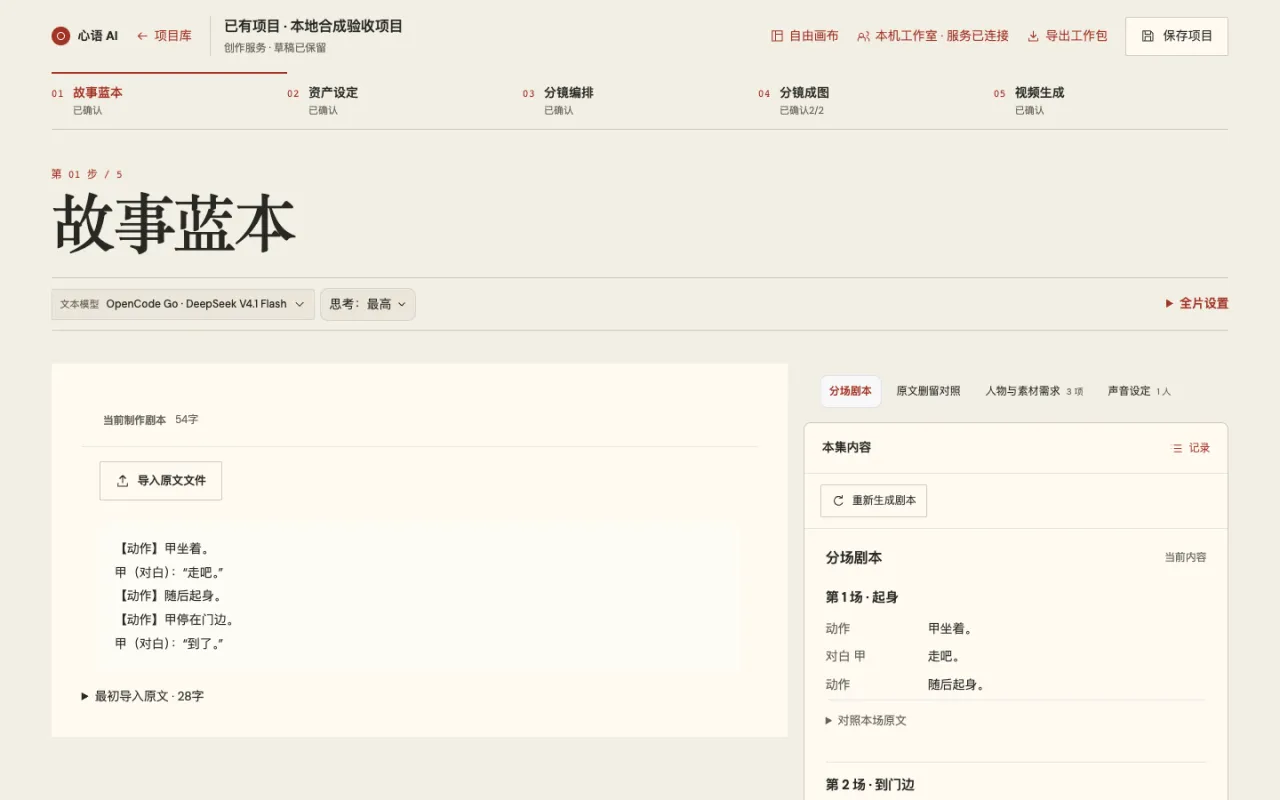 心语 AI
← 项目库
已有项目 · 本地合成验收项目
创作服务 · 草稿已保留
自由画布
本机工作室 · 服务已连接
导出工作包
保存项目
01 故事蓝本
已确认
02 资产设定
已确认
03 分镜编排
已确认
04 分镜成图
已确认2/2
05 视频生成
已确认
第 01 步 / 5
故事蓝本
文本模型 OpenCode Go · DeepSeek V4.1 Flash
思考：最高
全片设置
当前制作剧本 54字
导入原文文件
【动作】甲坐着。
甲（对白）：“走吧。”
【动作】随后起身。
【动作】甲停在门边。
甲（对白）：“到了。”
最初导入原文 · 28字
分场剧本
原文删留对照
人物与素材需求 3 项
声音设定 1人
本集内容
记录
重新生成剧本
分场剧本
当前内容
第 1 场 · 起身
动作 甲坐着。
对白 甲 走吧。
动作 随后起身。
对照本场原文
第 2 场 · 到门边